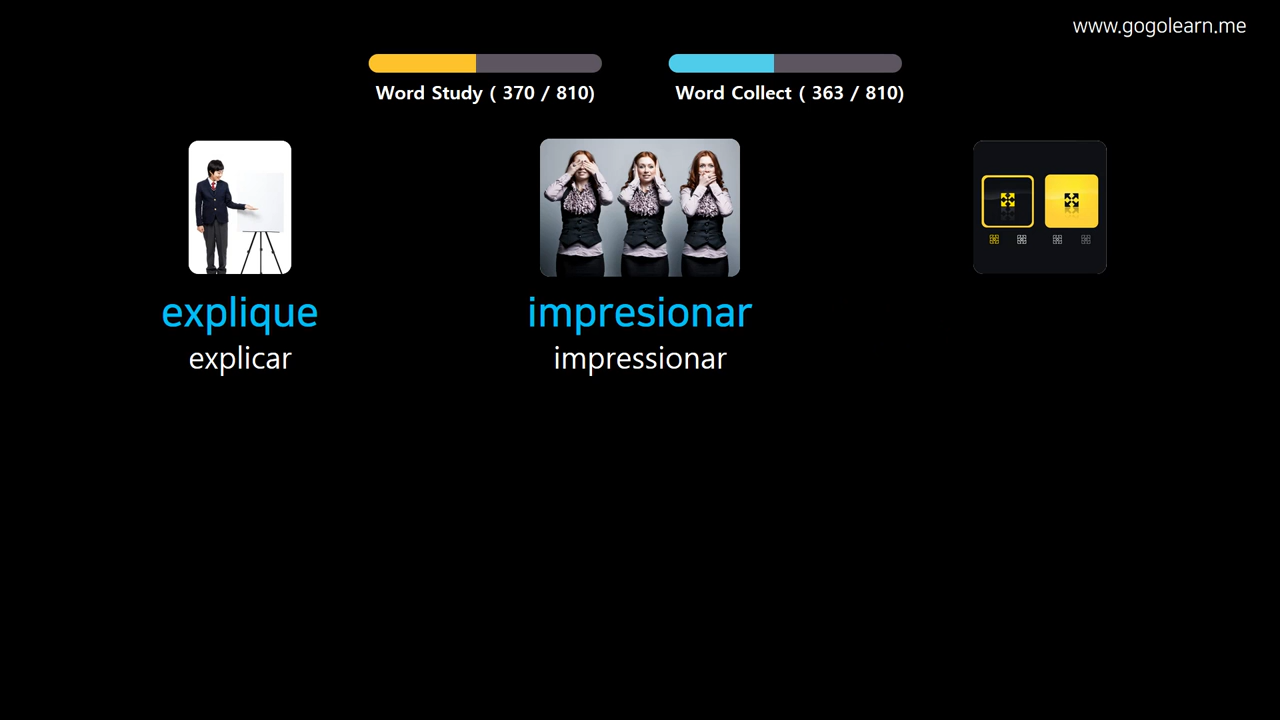 www.gogolearn.me
Word Study ( 370 / 810)
Word Collect ( 363 / 810)
explique
impresionar
explicar
impressionar